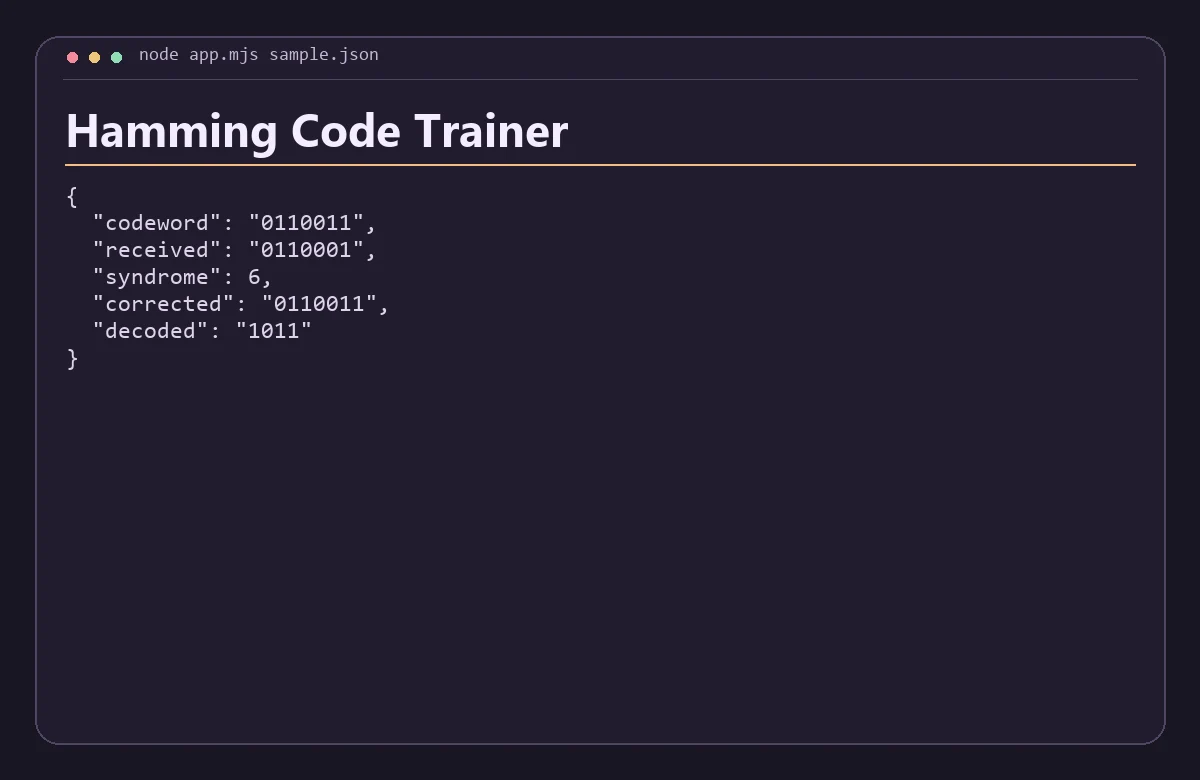 node app.mjs sample.json
Hamming Code Trainer
{
  "codeword": "0110011",
  "received": "0110001",
  "syndrome": 6,
  "corrected": "0110011",
  "decoded": "1011"
}